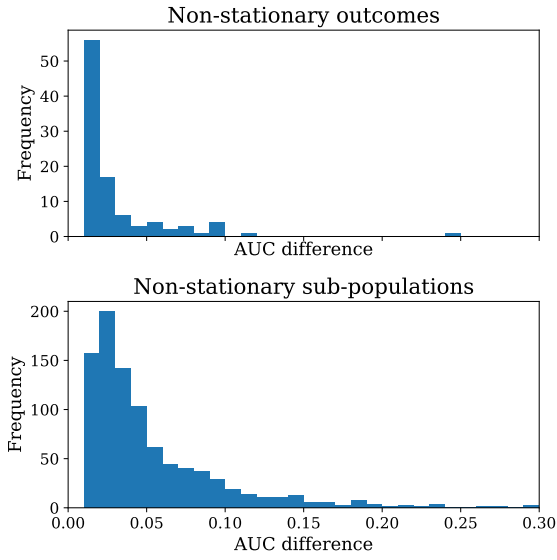 Non-stationary outcomes
50
40
30
20
10
0
Frequency
AUC difference
Non-stationary sub-populations
200
150
100
50
0
Frequency
0.00 0.05 0.10 0.15 0.20 0.25 0.30
AUC difference